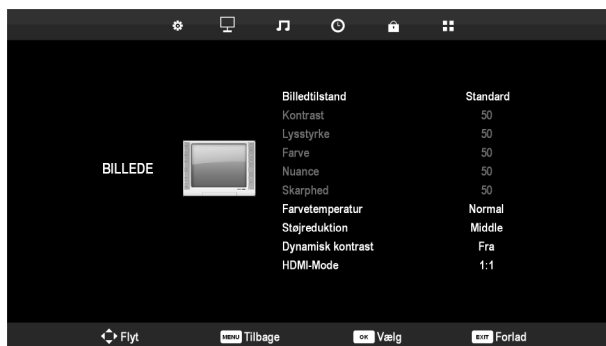 Billedtilstand Standard
Kontrast 50
Lysstyrke 50
Farve 50
BILLEDE
Nuance 50
Skarphed 50
Farvetemperatur Normal
Støjreduktion Middle
Dynamisk kontrast Fra
HDMI-Mode 1:1
Flyt MENU Tilbage OK Vælg EXIT Forlad